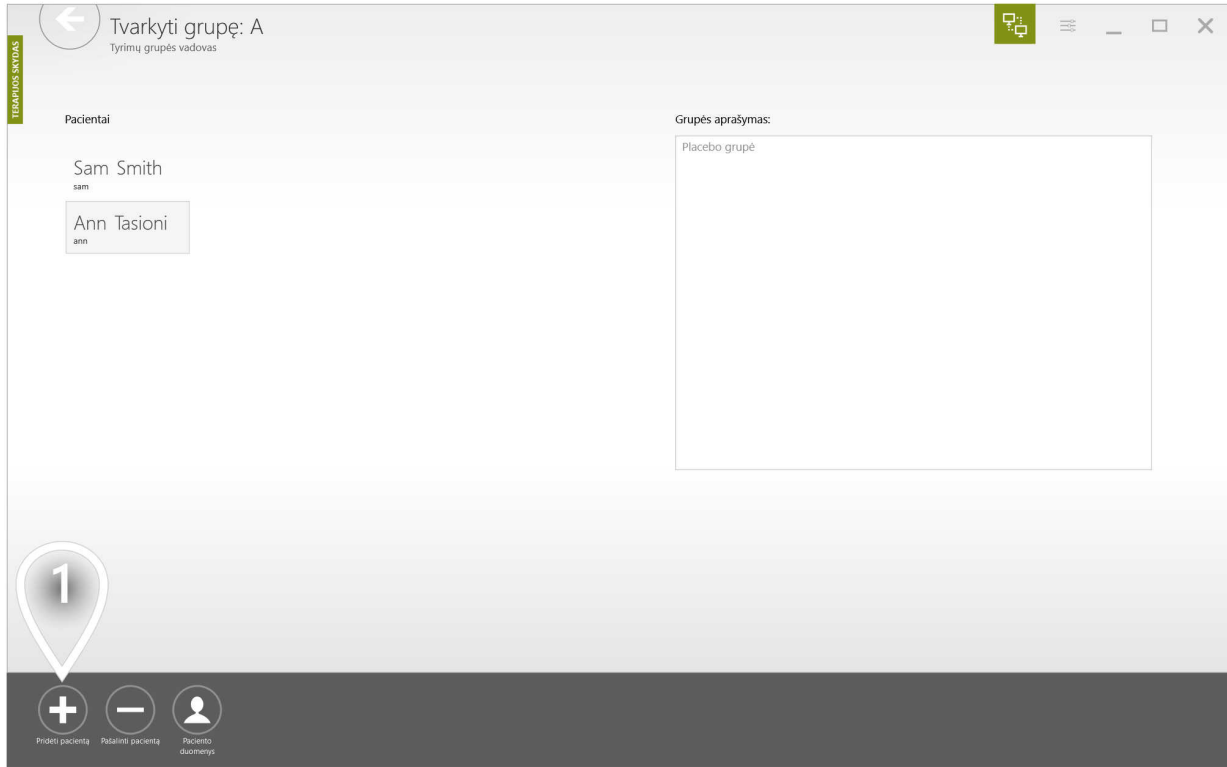 Tvarkyti grupę: A
Tyrimų grupės vadovas
TERAPIJOS SKYDAS
Pacientai
Sam Smith
sam
Ann Tasioni
ann
Grupės aprašymas:
Placebo grupė
1
Pridėti pacientą
Pašalinti pacientą
Paciento
duomenys